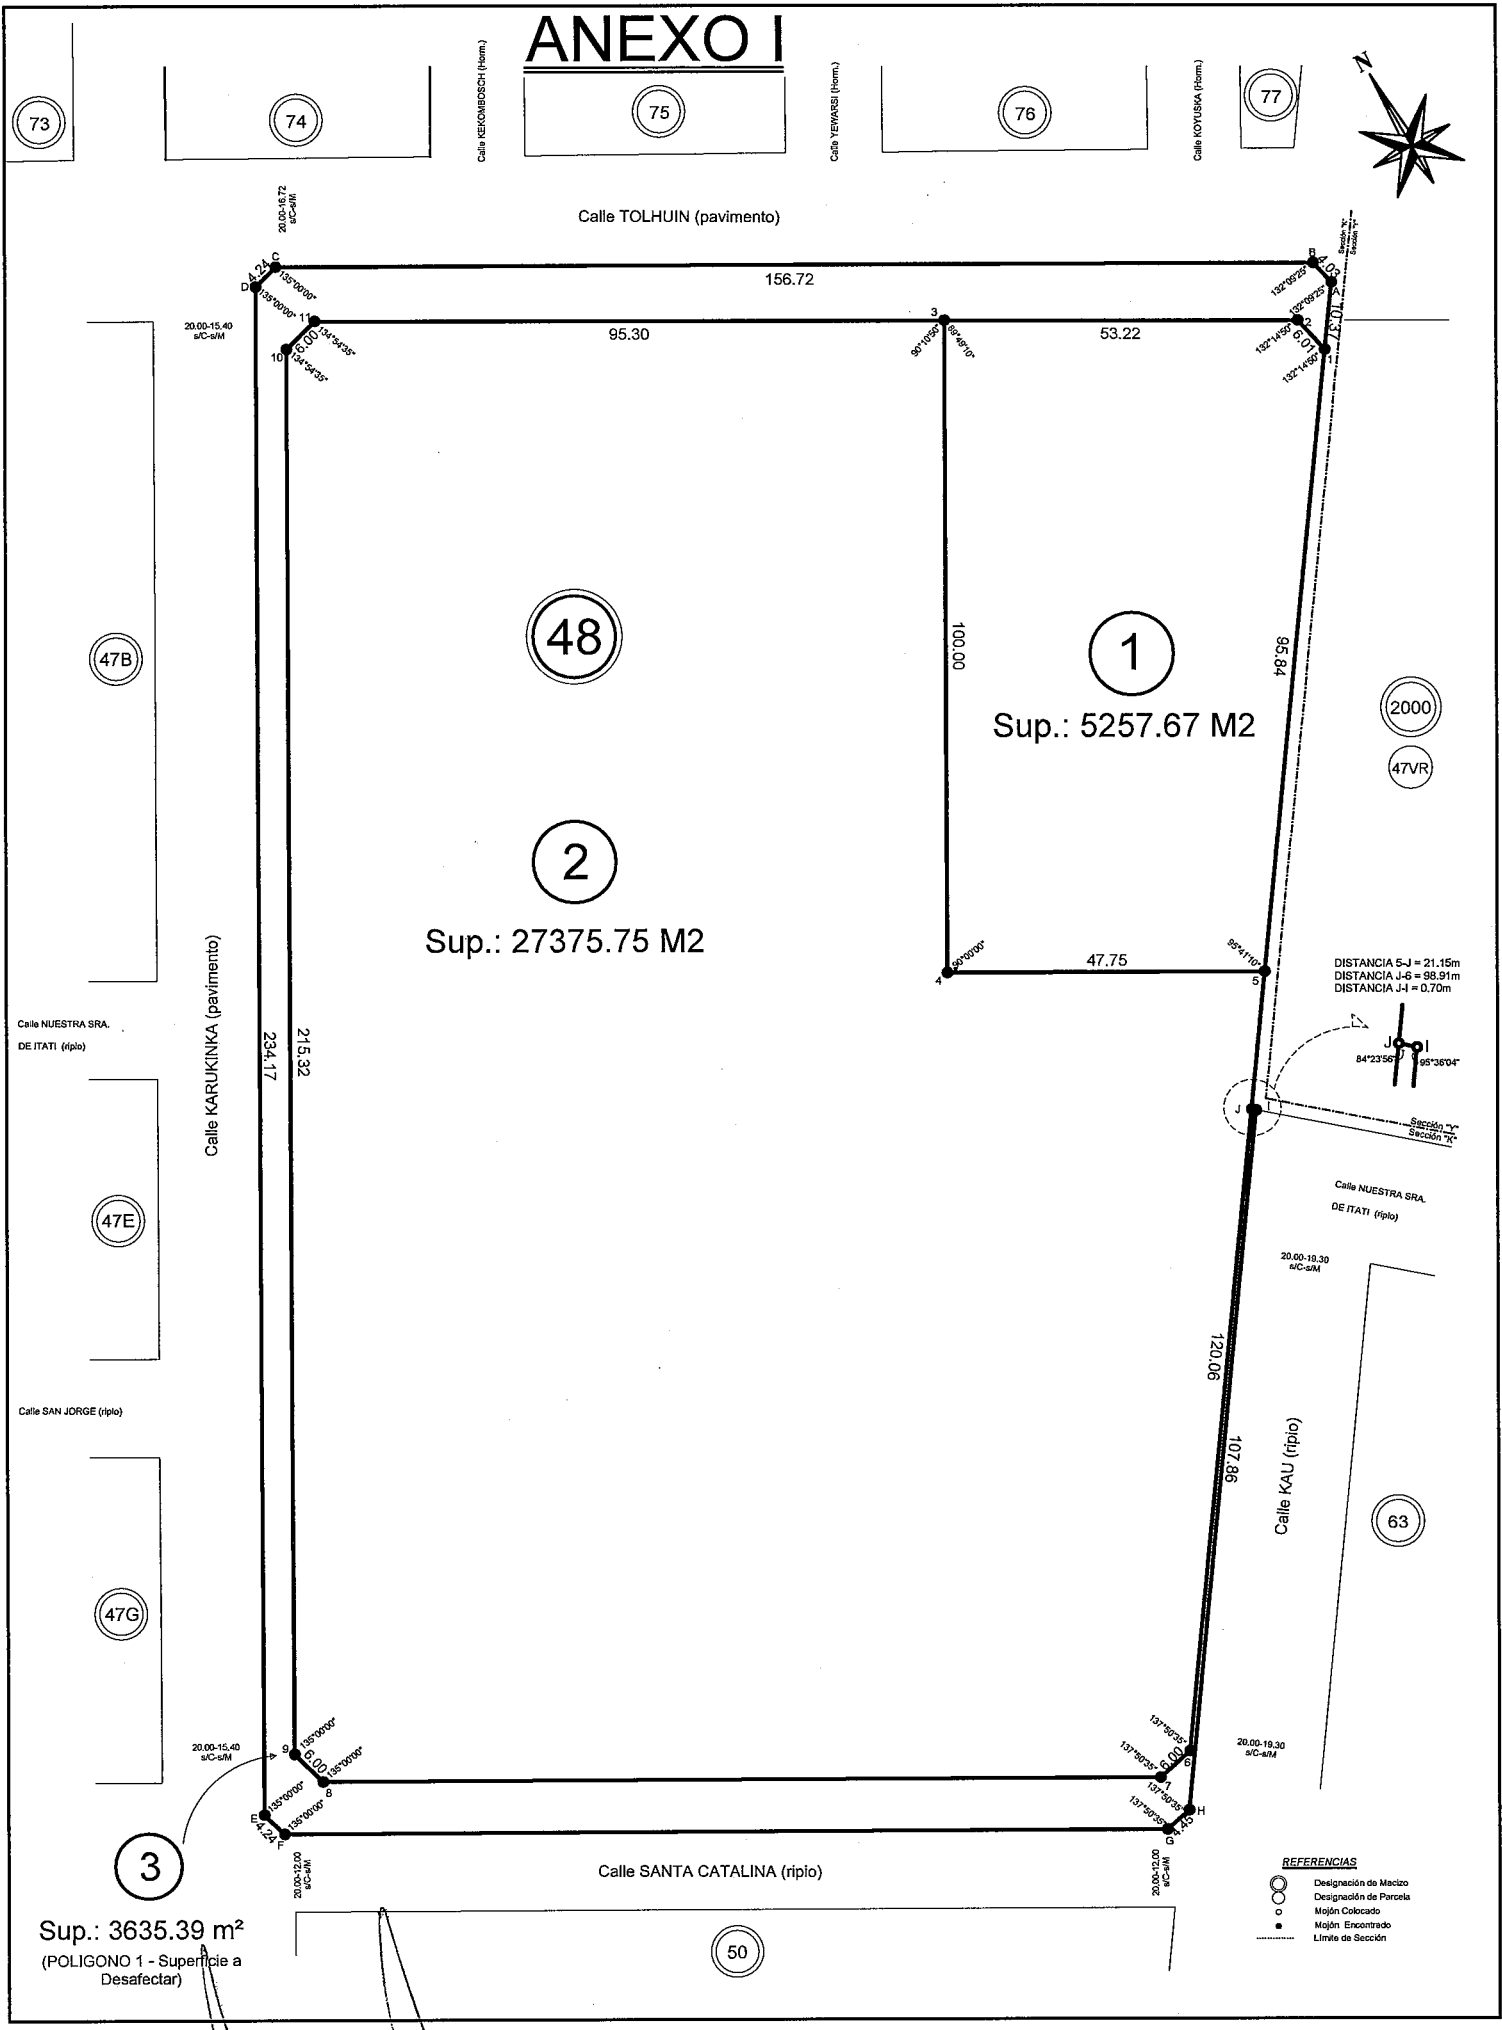 ANEXO I
73
74
75
76
77
Calle KEKOMBOSCH (Horm.)
Calle YEWARSI (Horm.)
Calle KOYUSKA (Horm.)
N
20.00-16.72
s/C-s/M
Calle TOLHUIN (pavimento)
Sección "K"
Sección "Y"
C
4.24
D
135°00'00"
135°00'00"
156.72
B
4.03
A
132°09'25"
132°09'25"
10.37
20.00-15.40
s/C-s/M
11
6.00
10
134°54'35"
134°54'35"
95.30
3
90°10'50"
89°49'10"
53.22
2
6.01
1
132°14'50"
132°14'50"
47B
48
100.00
1
Sup.: 5257.67 M2
95.84
2000
47VR
2
Sup.: 27375.75 M2
4
90°00'00"
47.75
95°41'10"
5
DISTANCIA 5-J = 21.15m
DISTANCIA J-6 = 98.91m
DISTANCIA J-I = 0.70m
J
I
84°23'56"
95°36'04"
Calle NUESTRA SRA.
DE ITATI (ripio)
Calle KARUKINKA (pavimento)
234.17
215.32
J
I
Sección "Y"
Sección "K"
Calle NUESTRA SRA.
DE ITATI (ripio)
47E
20.00-19.30
s/C-s/M
120.06
107.86
Calle KAU (ripio)
Calle SAN JORGE (ripio)
63
47G
20.00-15.40
s/C-s/M
9
6.00
8
135°00'00"
135°00'00"
137°50'35"
137°50'35"
6.00
6
7
20.00-19.30
s/C-s/M
E
4.24
F
135°00'00"
135°00'00"
137°50'35"
137°50'35"
H
4.45
G
3
Sup.: 3635.39 m²
(POLIGONO 1 - Superficie a
Desafectar)
20.00-12.00
s/C-s/M
Calle SANTA CATALINA (ripio)
20.00-12.00
s/C-s/M
50
REFERENCIAS
Designación de Macizo
Designación de Parcela
Mojón Colocado
Mojón Encontrado
Límite de Sección